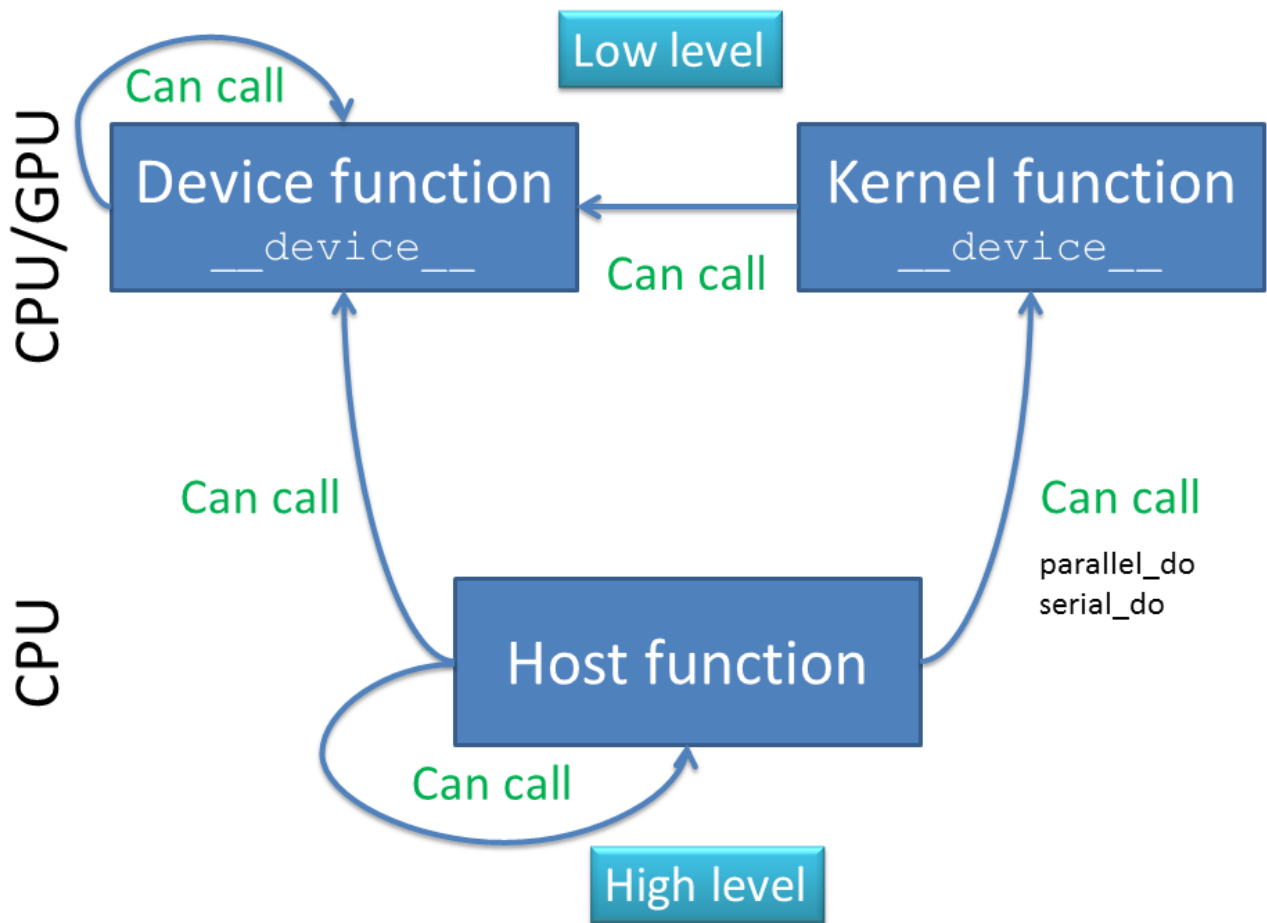 Low level
Can call
CPU/GPU
Device function
__device__
Kernel function
__device__
Can call
Can call
Can call
parallel_do
serial_do
CPU
Host function
Can call
High level